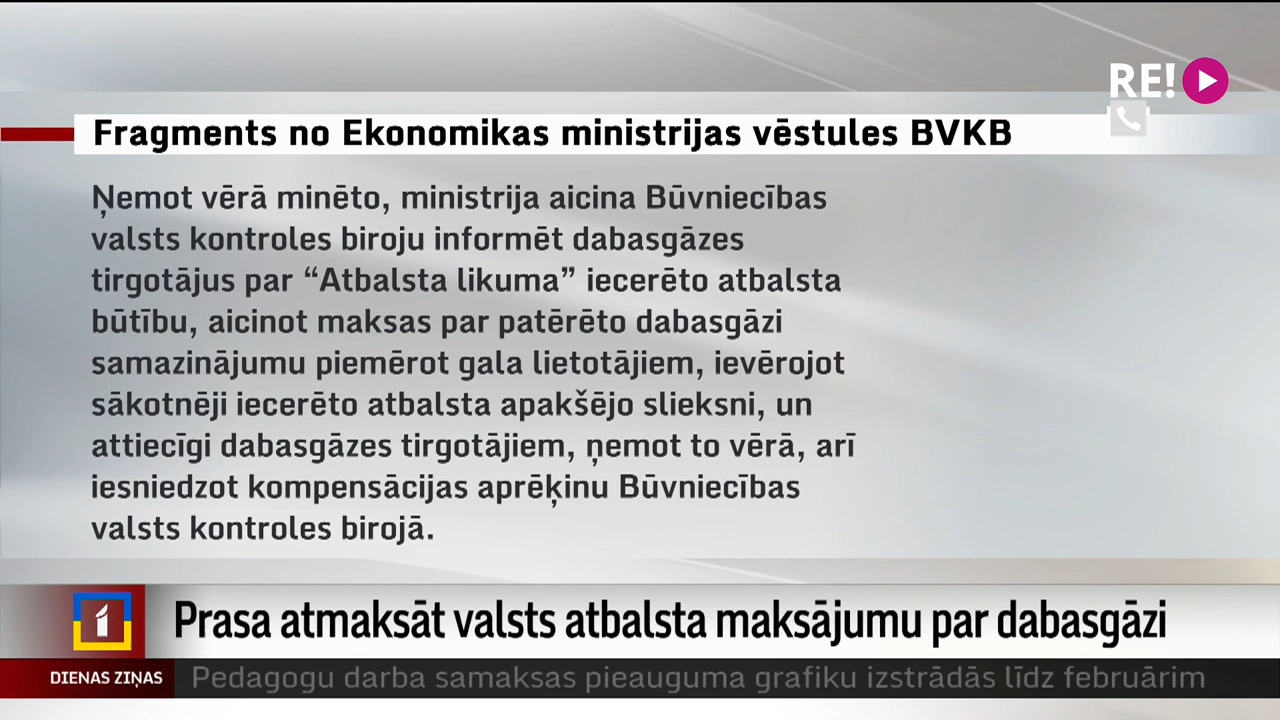 RE!
Fragments no Ekonomikas ministrijas vēstules BVKB
Ņemot vērā minēto, ministrija aicina Būvniecības
valsts kontroles biroju informēt dabasgāzes
tirgotājus par “Atbalsta likuma” iecerēto atbalsta
būtību, aicinot maksas par patērēto dabasgāzi
samazinājumu piemērot gala lietotājiem, ievērojot
sākotnēji iecerēto atbalsta apakšējo slieksni, un
attiecīgi dabasgāzes tirgotājiem, ņemot to vērā, arī
iesniedzot kompensācijas aprēķinu Būvniecības
valsts kontroles birojā.
1 Prasa atmaksāt valsts atbalsta maksājumu par dabasgāzi
DIENAS ZIŅAS Pedagogu darba samaksas pieauguma grafiku izstrādās līdz februārim